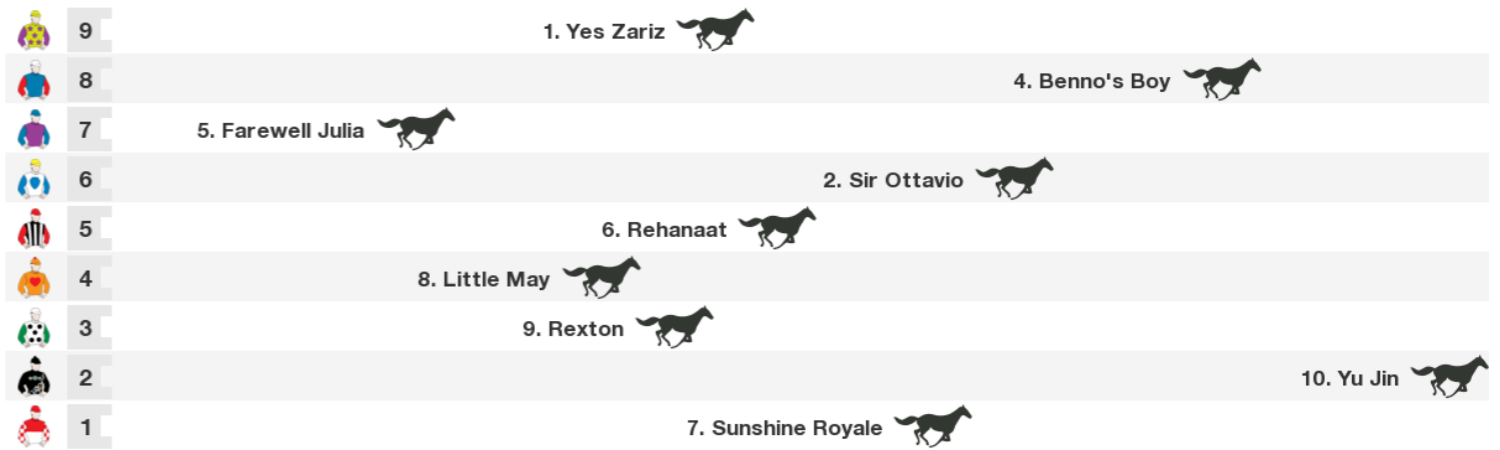 9 1. Yes Zariz
8 4. Benno's Boy
7 5. Farewell Julia
6 2. Sir Ottavio
5 6. Rehanaat
4 8. Little May
3 9. Rexton
2 10. Yu Jin
1 7. Sunshine Royale